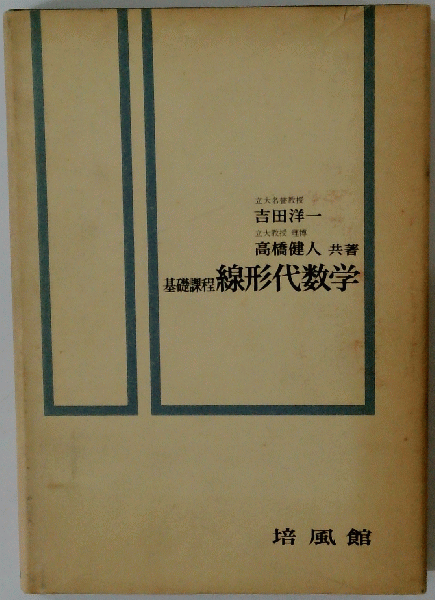 立大名誉教授
吉田洋一
立大教授 理博
高橋健人 共著
基礎課程 線形代数学
培風館